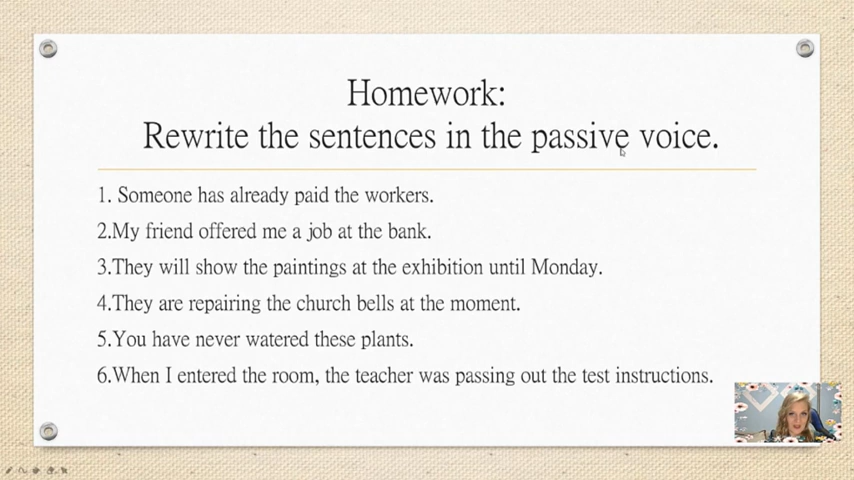 Homework:
Rewrite the sentences in the passive voice.
1. Someone has already paid the workers.
2.My friend offered me a job at the bank.
3.They will show the paintings at the exhibition until Monday.
4.They are repairing the church bells at the moment.
5.You have never watered these plants.
6.When I entered the room, the teacher was passing out the test instructions.